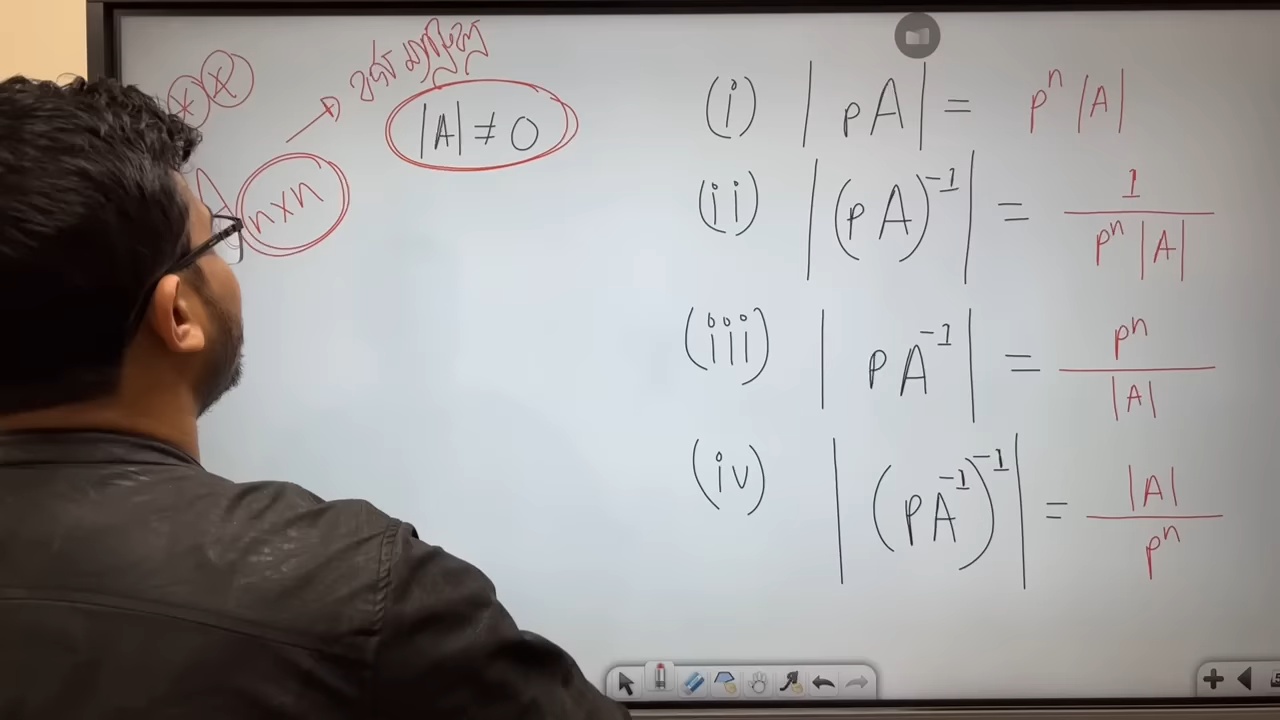 |A| ≠ 0
A n×n
(i) | pA | = pⁿ |A|
(ii) | (pA)⁻¹ | = 1 / (pⁿ |A|)
(iii) | pA⁻¹ | = pⁿ / |A|
(iv) | (pA⁻¹)⁻¹ | = |A| / pⁿ